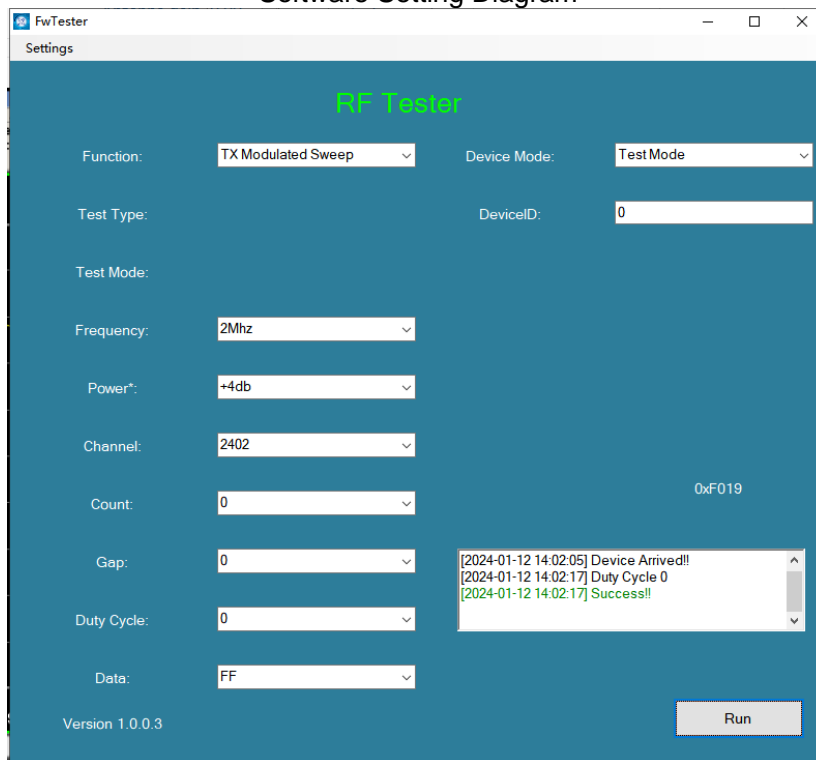 Software Setting Diagram
FwTester
Settings
RF Tester
Function: TX Modulated Sweep Device Mode: Test Mode
Test Type: DeviceID: 0
Test Mode:
Frequency: 2Mhz
Power*: +4db
Channel: 2402
Count: 0
0xF019
Gap: 0
[2024-01-12 14:02:05] Device Arrived!!
[2024-01-12 14:02:17] Duty Cycle 0
[2024-01-12 14:02:17] Success!!
Duty Cycle: 0
Data: FF
Version 1.0.0.3
Run